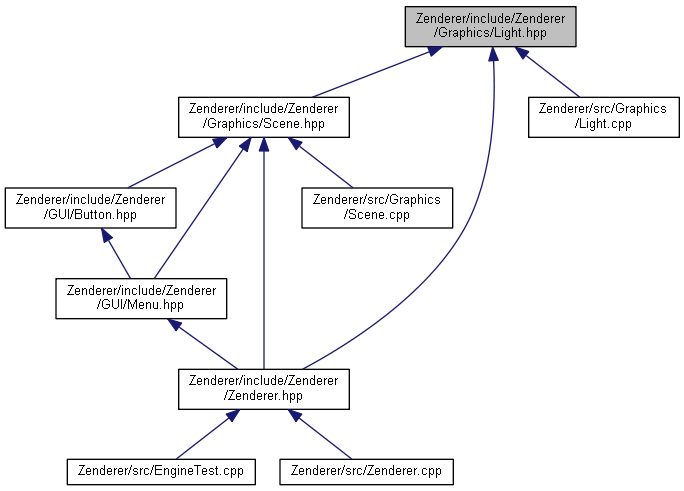 Zenderer/include/Zenderer
/Graphics/Light.hpp
Zenderer/include/Zenderer
/Graphics/Scene.hpp
Zenderer/src/Graphics
/Light.cpp
Zenderer/include/Zenderer
/GUI/Button.hpp
Zenderer/src/Graphics
/Scene.cpp
Zenderer/include/Zenderer
/GUI/Menu.hpp
Zenderer/include/Zenderer
/Zenderer.hpp
Zenderer/src/EngineTest.cpp
Zenderer/src/Zenderer.cpp